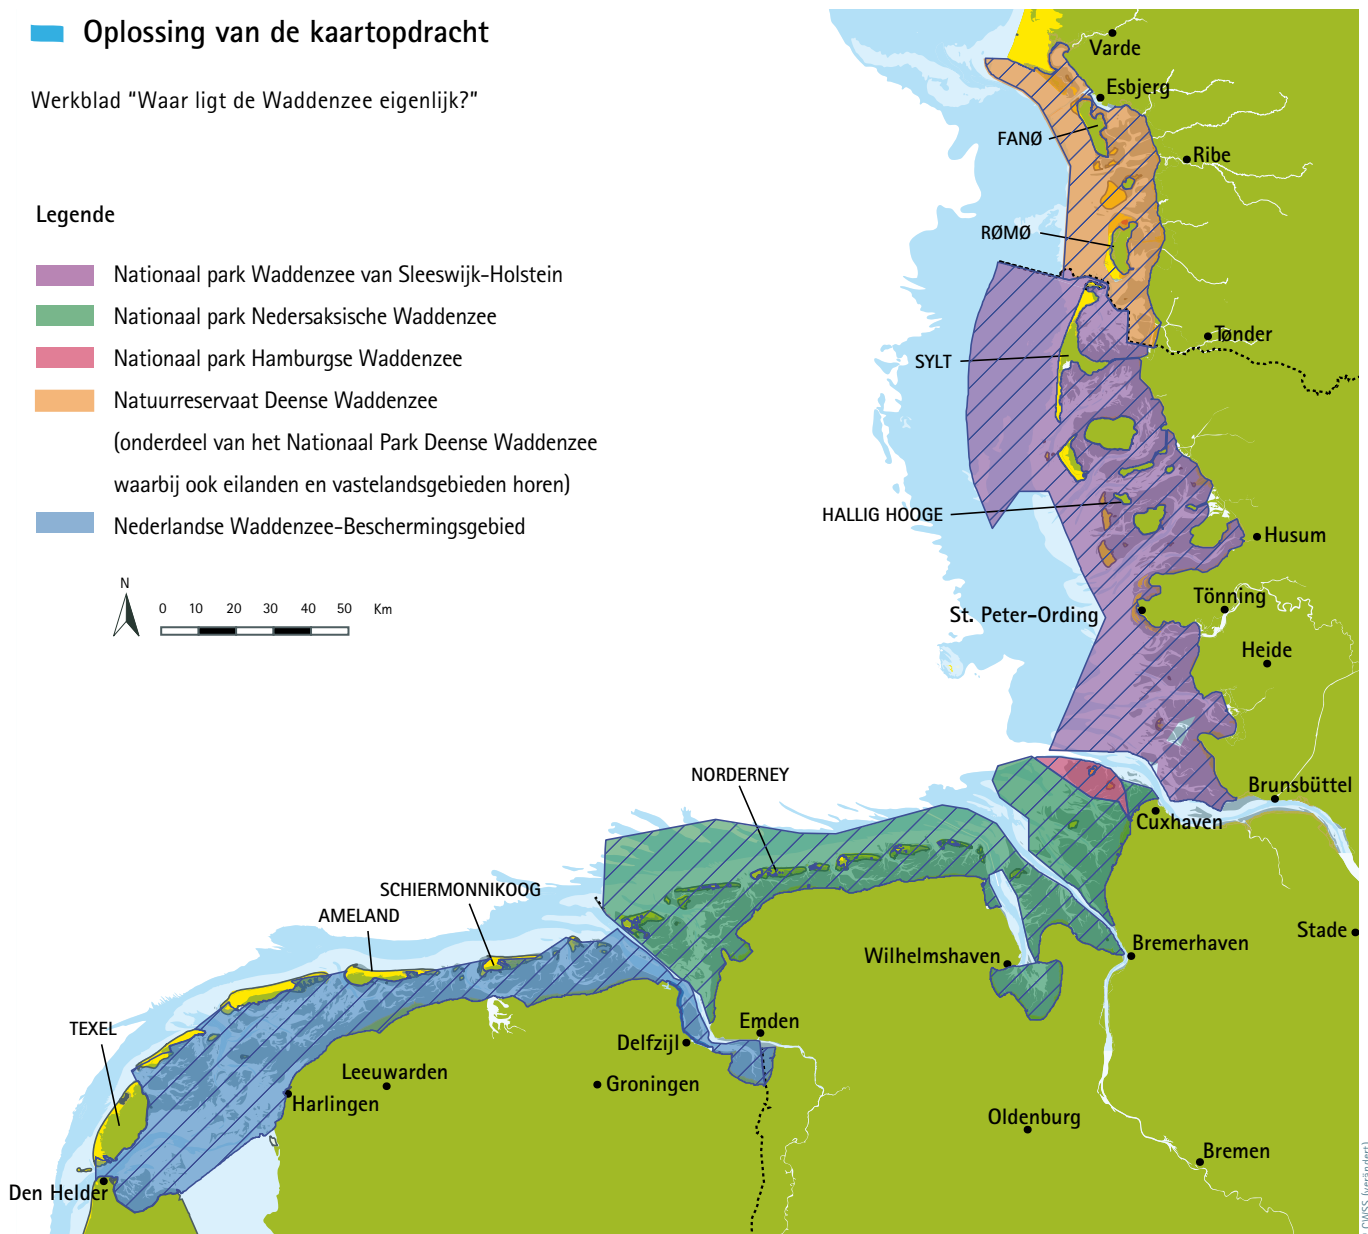 Oplossing van de kaartopdracht
Werkblad "Waar ligt de Waddenzee eigenlijk?"
Legende
Nationaal park Waddenzee van Sleeswijk-Holstein
Nationaal park Nedersaksische Waddenzee
Nationaal park Hamburgse Waddenzee
Natuurreservaat Deense Waddenzee
(onderdeel van het Nationaal Park Deense Waddenzee
waarbij ook eilanden en vastelandsgebieden horen)
Nederlandse Waddenzee-Beschermingsgebied
N
0 10 20 30 40 50 Km
Varde
Esbjerg
FANØ
Ribe
RØMØ
Tønder
SYLT
HALLIG HOOGE
Husum
Tönning
St. Peter-Ording
Heide
NORDERNEY
Brunsbüttel
Cuxhaven
SCHIERMONNIKOOG
AMELAND
Stade
Bremerhaven
Wilhelmshaven
TEXEL
Emden
Delfzijl
Leeuwarden
Groningen
Harlingen
Oldenburg
Bremen
Den Helder
CWSS (verändert)